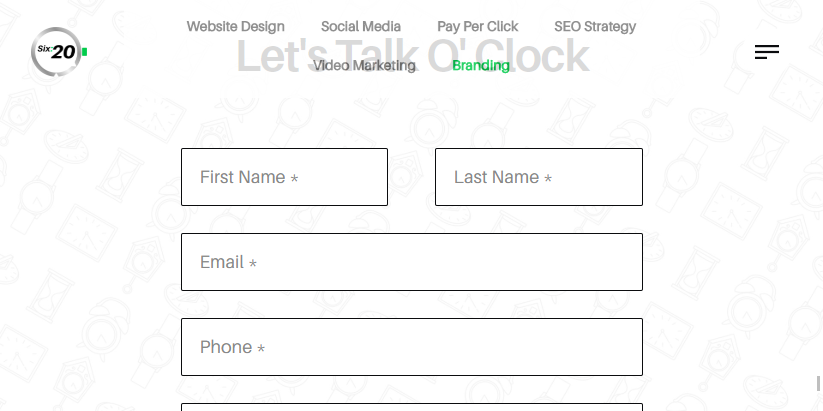 Website Design Social Media Pay Per Click SEO Strategy
Six:20
Let's Talk O' Clock
Video Marketing Branding
First Name *
Last Name *
Email *
Phone *